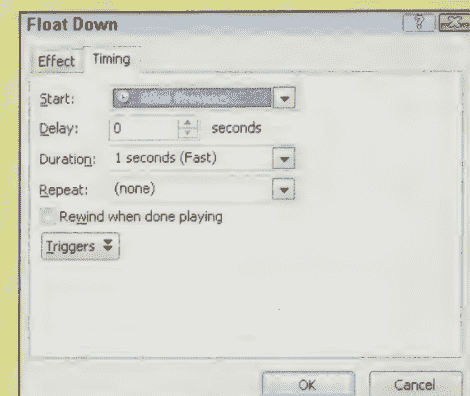 Float Down
Effect Timing
Start:
Delay: 0 seconds
Duration: 1 seconds (Fast)
Repeat: (none)
Rewind when done playing
Triggers
OK Cancel